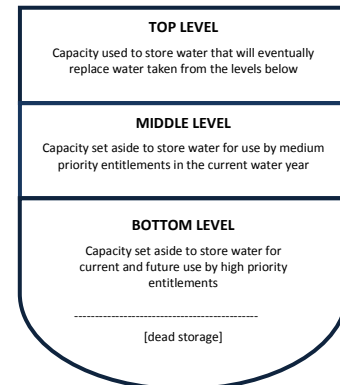 TOP LEVEL
Capacity used to store water that will eventually
replace water taken from the levels below
MIDDLE LEVEL
Capacity set aside to store water for use by medium
priority entitlements in the current water year
BOTTOM LEVEL
Capacity set aside to store water for
current and future use by high priority
entitlements
--------------------------------------------
[dead storage]